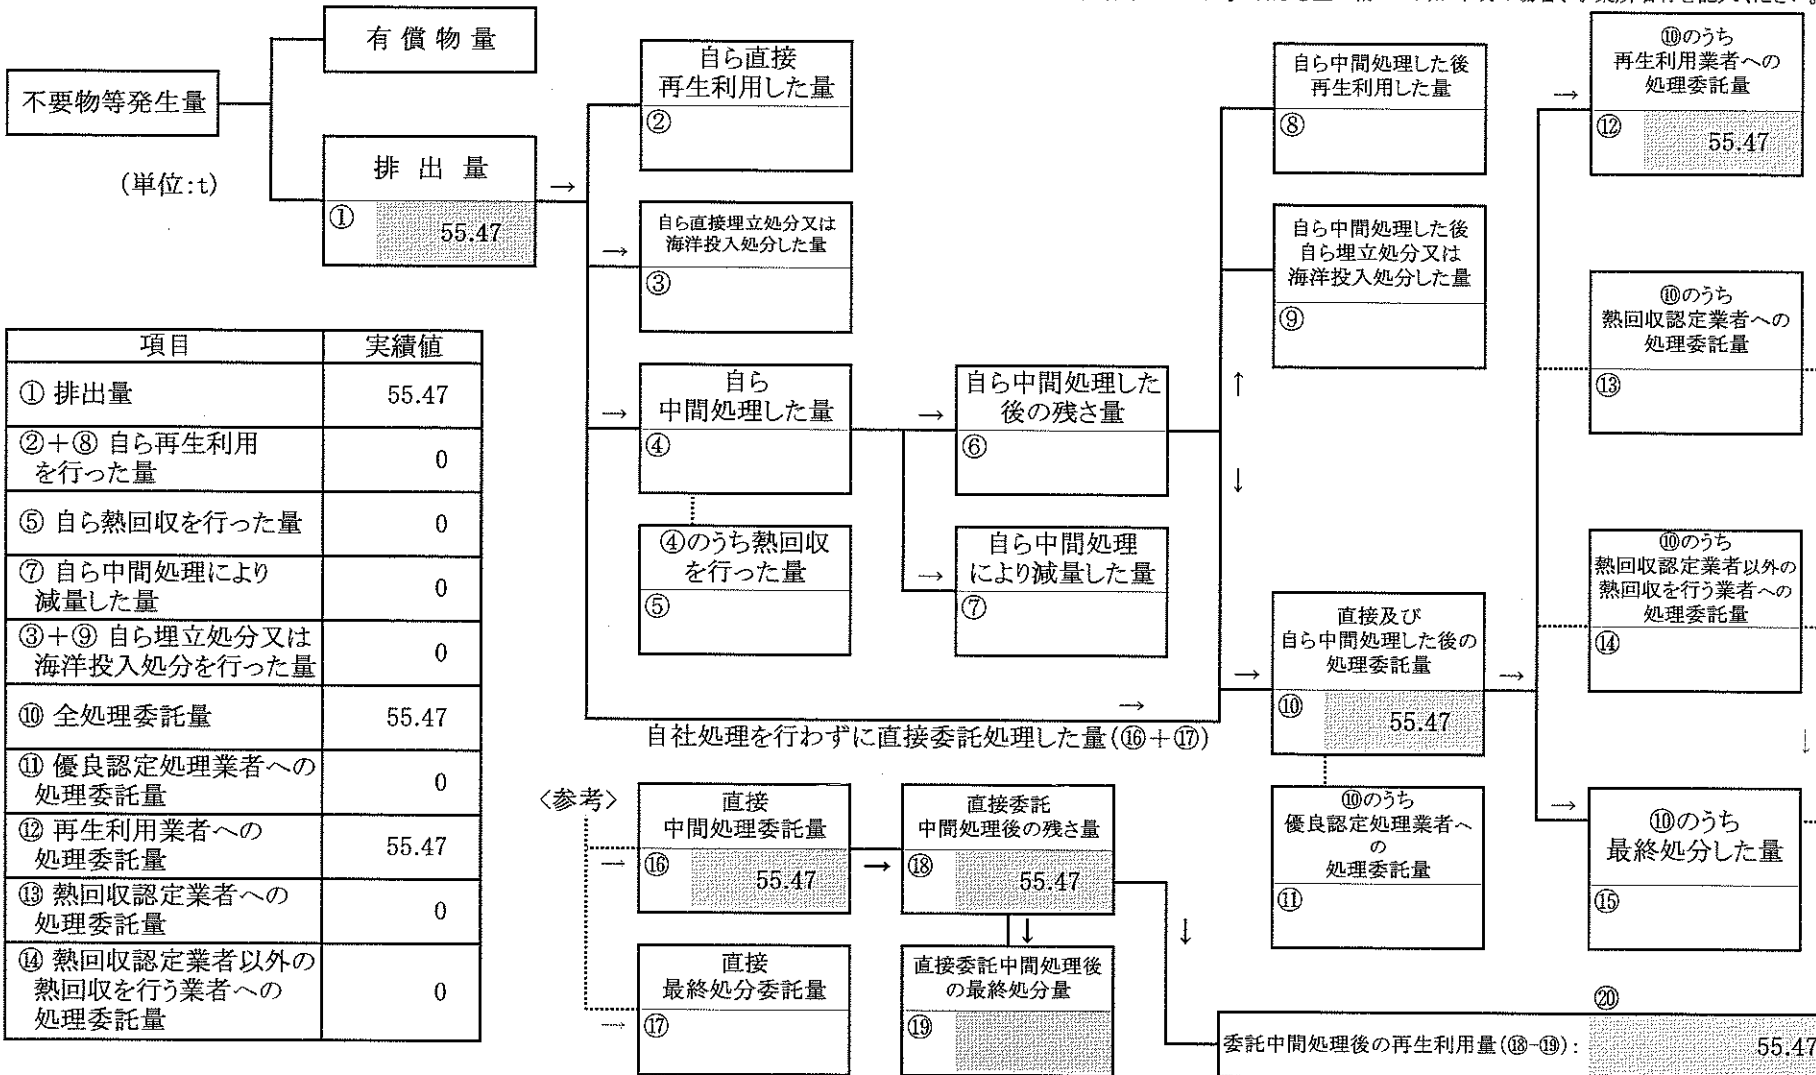 有償物量
不要物等発生量
(単位:t)
排出量
→
①
55.47
項目
実績値
① 排出量
55.47
②+⑧ 自ら再生利用
を行った量
0
⑤ 自ら熱回収を行った量
0
⑦ 自ら中間処理により
減量した量
0
③+⑨ 自ら埋立処分又は
海洋投入処分を行った量
0
⑩ 全処理委託量
55.47
⑪ 優良認定処理業者への
処理委託量
0
⑫ 再生利用業者への
処理委託量
55.47
⑬ 熱回収認定業者への
処理委託量
0
⑭ 熱回収認定業者以外の
熱回収を行う業者への
処理委託量
0
自ら直接
再生利用した量
②
→
自ら直接埋立処分又は
海洋投入処分した量
③
→
自ら
中間処理した量
④
④のうち熱回収
を行った量
⑤
→
自ら中間処理した
後の残さ量
⑥
→
自ら中間処理
により減量した量
⑦
↑
↓
→
自社処理を行わずに直接委託処理した量(⑯+⑰)
自ら中間処理した後
再生利用した量
⑧
自ら中間処理した後
自ら埋立処分又は
海洋投入処分した量
⑨
→
直接及び
自ら中間処理した後の
処理委託量
⑩
55.47
→
⑩のうち
優良認定処理業者へ
の
処理委託量
⑪
→
⑩のうち
再生利用業者への
処理委託量
⑫
55.47
⑩のうち
熱回収認定業者への
処理委託量
⑬
⑩のうち
熱回収認定業者以外の
熱回収を行う業者への
処理委託量
⑭
↓
→
⑩のうち
最終処分した量
⑮
〈参考〉
→
直接
中間処理委託量
⑯
55.47
→
直接委託
中間処理後の残さ量
⑱
55.47
↓
↓
→
直接
最終処分委託量
⑰
直接委託中間処理後
の最終処分量
⑲
⑳
委託中間処理後の再生利用量(⑱-⑲):
55.47